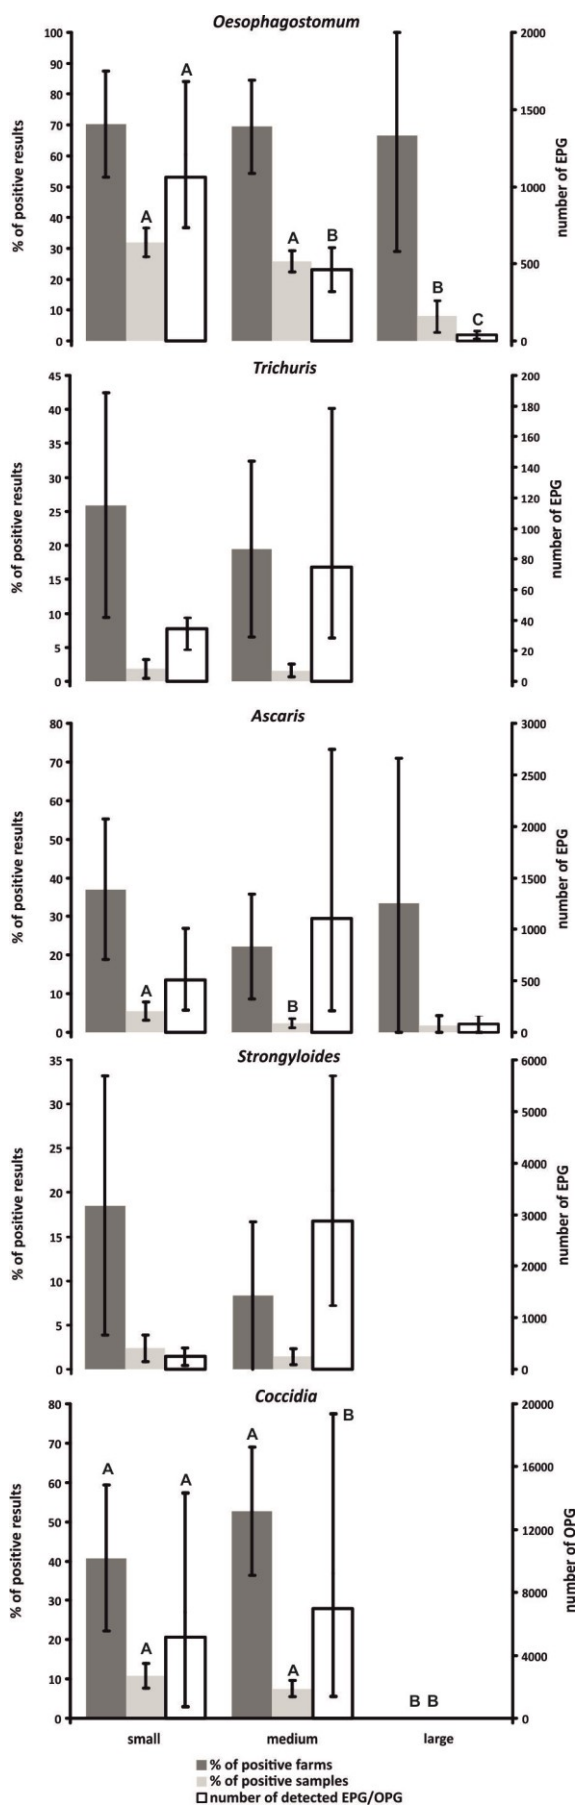 Oesophagostomum
% of positive results
100
90
80
70
60
50
40
30
20
10
0
A
A
A
B
B
C
2000
1500
1000
500
0
number of EPG
Trichuris
% of positive results
45
40
35
30
25
20
15
10
5
0
200
180
160
140
120
100
80
60
40
20
0
number of EPG
Ascaris
% of positive results
80
70
60
50
40
30
20
10
0
A
B
3000
2500
2000
1500
1000
500
0
number of EPG
Strongyloides
% of positive results
35
30
25
20
15
10
5
0
6000
5000
4000
3000
2000
1000
0
number of EPG
Coccidia
% of positive results
80
70
60
50
40
30
20
10
0
A
A
A
A
A
B
B B
20000
16000
12000
8000
4000
0
number of OPG
small medium large
% of positive farms
% of positive samples
number of detected EPG/OPG